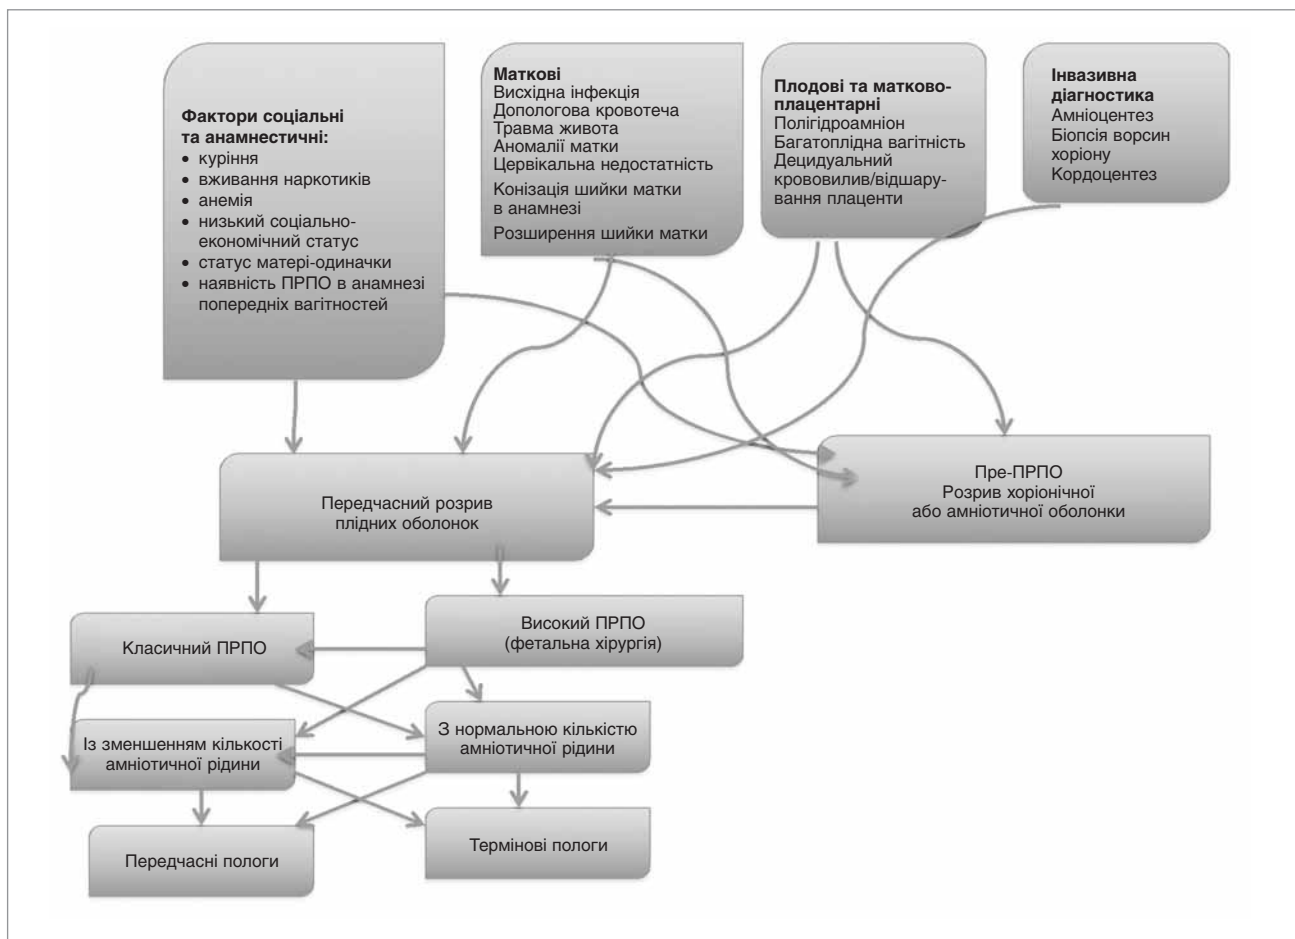 Фактори соціальні
та анамнестичні:
• куріння
• вживання наркотиків
• анемія
• низький соціально-
економічний статус
• статус матері-одиначки
• наявність ПРПО в анамнезі
попередніх вагітностей
Маткові
Висхідна інфекція
Допологова кровотеча
Травма живота
Аномалії матки
Цервікальна недостатність
Конізація шийки матки
в анамнезі
Розширення шийки матки
Плодові та матково-
плацентарні
Полігідроамніон
Багатоплідна вагітність
Децидуальний
крововилив/відшару-
вання плаценти
Інвазивна
діагностика
Амніоцентез
Біопсія ворсин
хоріону
Кордоцентез
Передчасний розрив
плідних оболонок
Пре-ПРПО
Розрив хоріонічної
або амніотичної оболонки
Класичний ПРПО
Високий ПРПО
(фетальна хірургія)
Із зменшенням кількості
амніотичної рідини
З нормальною кількістю
амніотичної рідини
Передчасні пологи
Термінові пологи